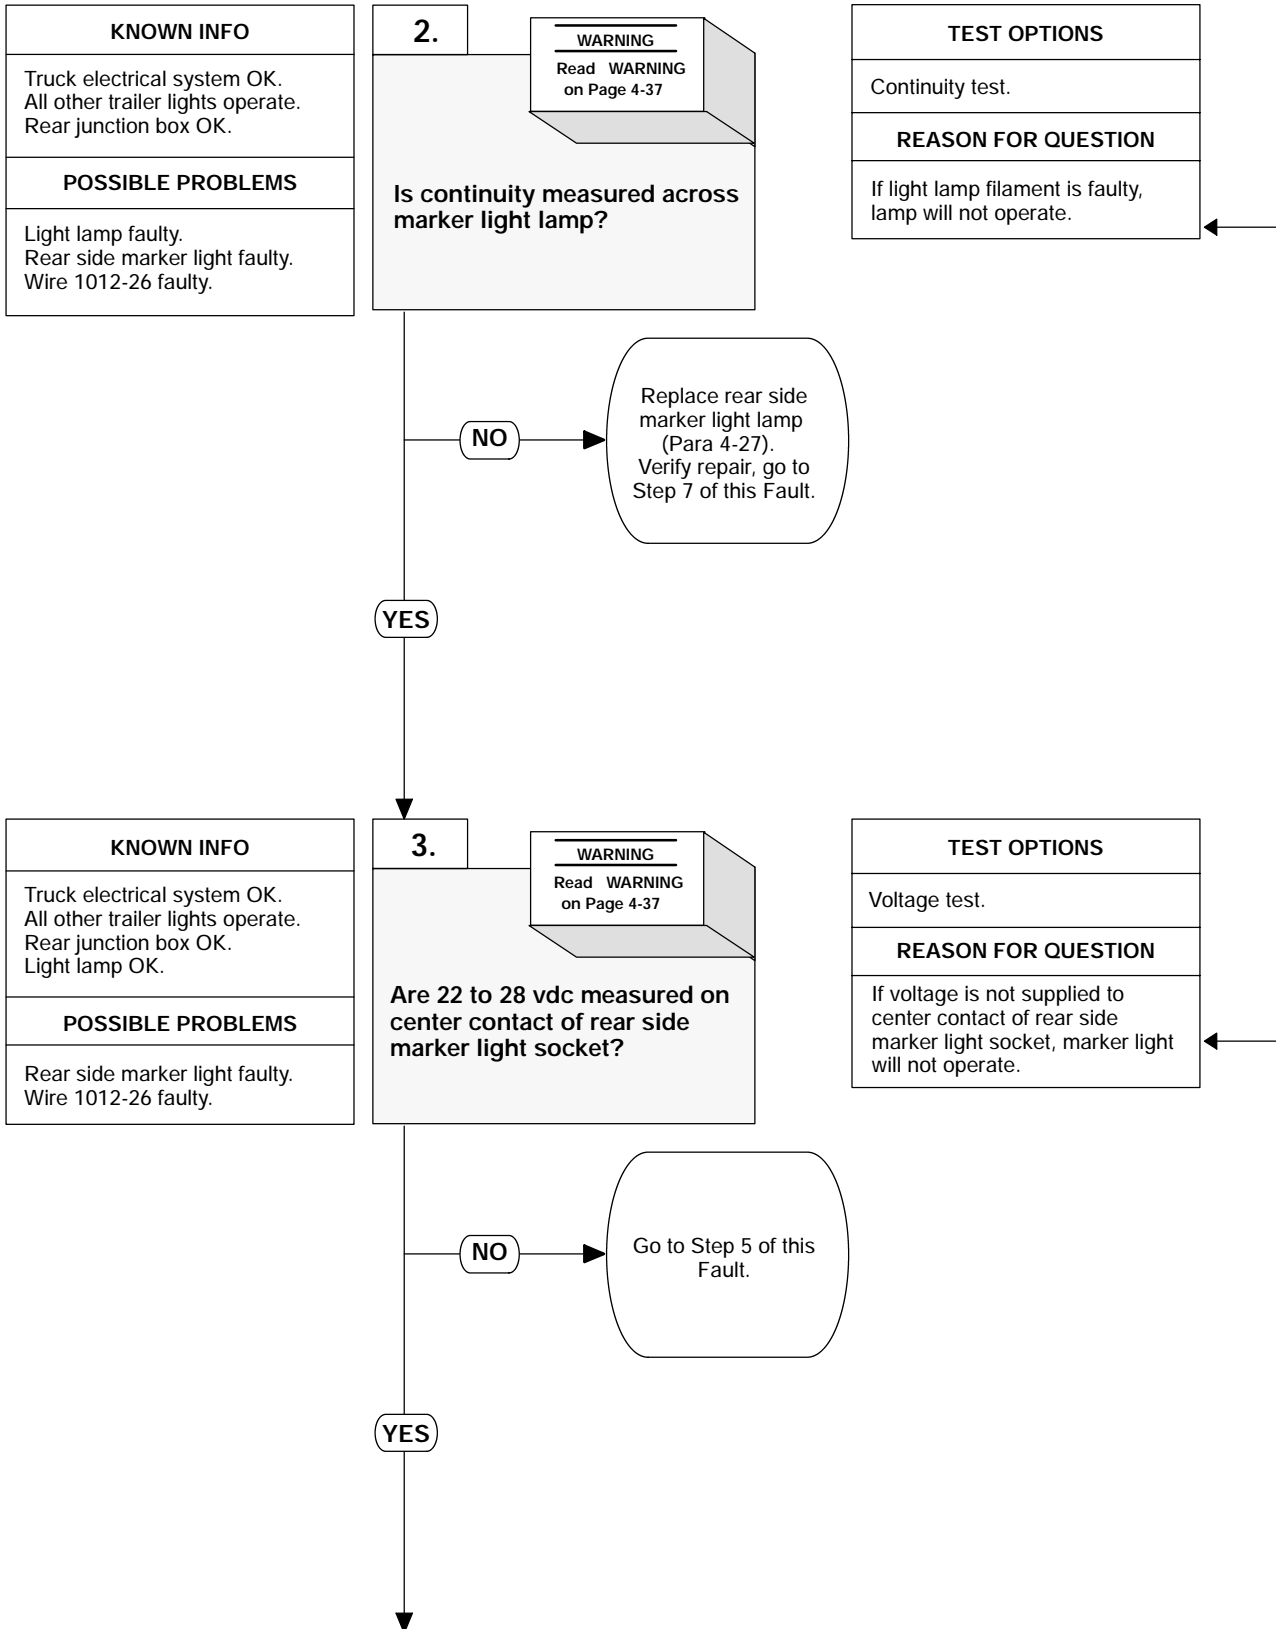 KNOWN INFO
Truck electrical system OK.
All other trailer lights operate.
Rear junction box OK.
POSSIBLE PROBLEMS
Light lamp faulty.
Rear side marker light faulty.
Wire 1012-26 faulty.
2.
WARNING
Read WARNING
on Page 4-37
Is continuity measured across
marker light lamp?
TEST OPTIONS
Continuity test.
REASON FOR QUESTION
If light lamp filament is faulty,
lamp will not operate.
NO
Replace rear side
marker light lamp
(Para 4-27).
Verify repair, go to
Step 7 of this Fault.
YES
KNOWN INFO
Truck electrical system OK.
All other trailer lights operate.
Rear junction box OK.
Light lamp OK.
POSSIBLE PROBLEMS
Rear side marker light faulty.
Wire 1012-26 faulty.
3.
WARNING
Read WARNING
on Page 4-37
Are 22 to 28 vdc measured on
center contact of rear side
marker light socket?
TEST OPTIONS
Voltage test.
REASON FOR QUESTION
If voltage is not supplied to
center contact of rear side
marker light socket, marker light
will not operate.
NO
Go to Step 5 of this
Fault.
YES